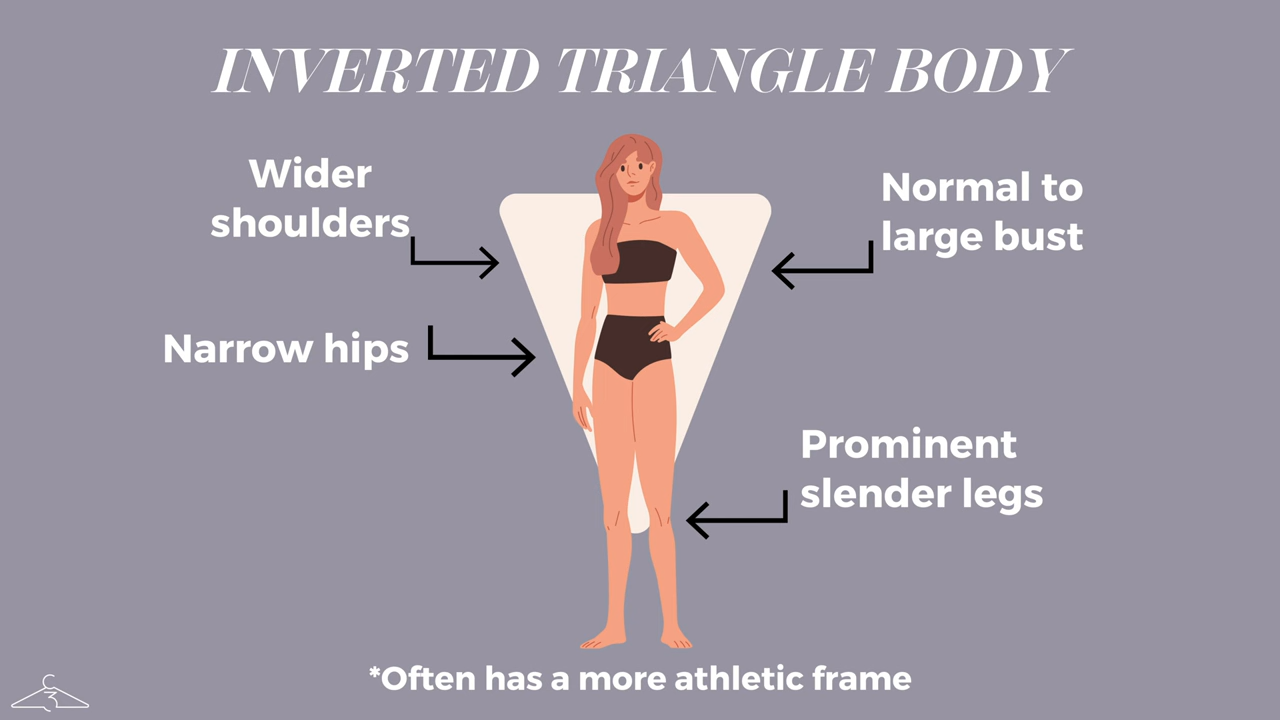 INVERTED TRIANGLE BODY
Wider
shoulders
Normal to
large bust
Narrow hips
Prominent
slender legs
*Often has a more athletic frame